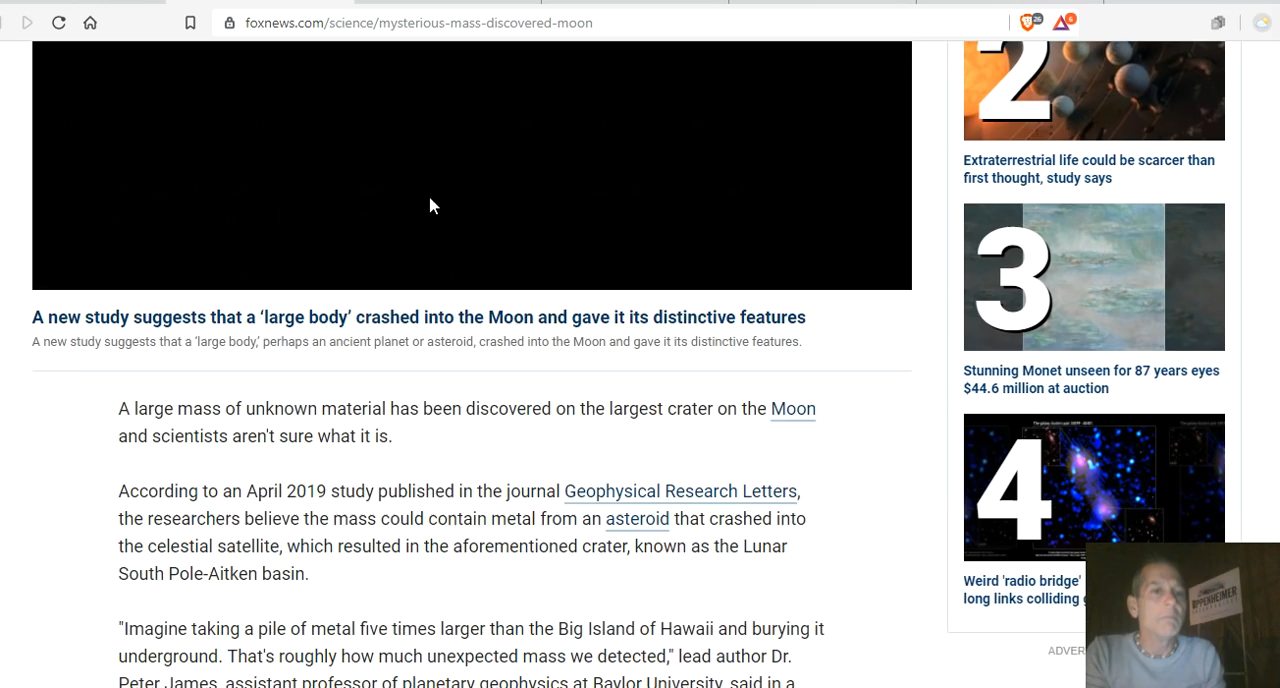 foxnews.com/science/mysterious-mass-discovered-moon
26
6
2
Extraterrestrial life could be scarcer than
first thought, study says
3
Stunning Monet unseen for 87 years eyes
$44.6 million at auction
4
Weird 'radio bridge'
long links colliding
ADVER
A new study suggests that a ‘large body’ crashed into the Moon and gave it its distinctive features
A new study suggests that a ‘large body,’ perhaps an ancient planet or asteroid, crashed into the Moon and gave it its distinctive features.
A large mass of unknown material has been discovered on the largest crater on the Moon
and scientists aren't sure what it is.
According to an April 2019 study published in the journal Geophysical Research Letters,
the researchers believe the mass could contain metal from an asteroid that crashed into
the celestial satellite, which resulted in the aforementioned crater, known as the Lunar
South Pole-Aitken basin.
"Imagine taking a pile of metal five times larger than the Big Island of Hawaii and burying it
underground. That's roughly how much unexpected mass we detected," lead author Dr.
Peter James, assistant professor of planetary geophysics at Baylor University, said in a
OPPENHEIMER